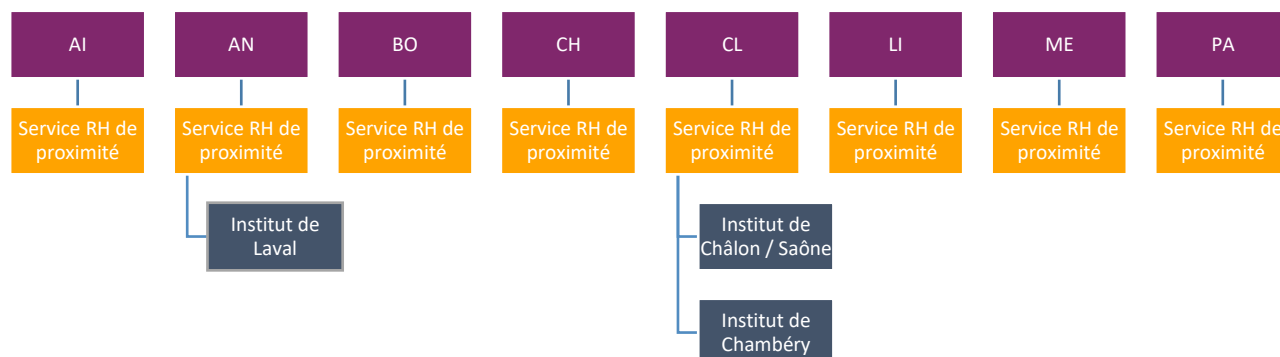 AI
AN
BO
CH
CL
LI
ME
PA
Service RH de
proximité
Service RH de
proximité
Service RH de
proximité
Service RH de
proximité
Service RH de
proximité
Service RH de
proximité
Service RH de
proximité
Service RH de
proximité
Institut de
Laval
Institut de
Châlon / Saône
Institut de
Chambéry